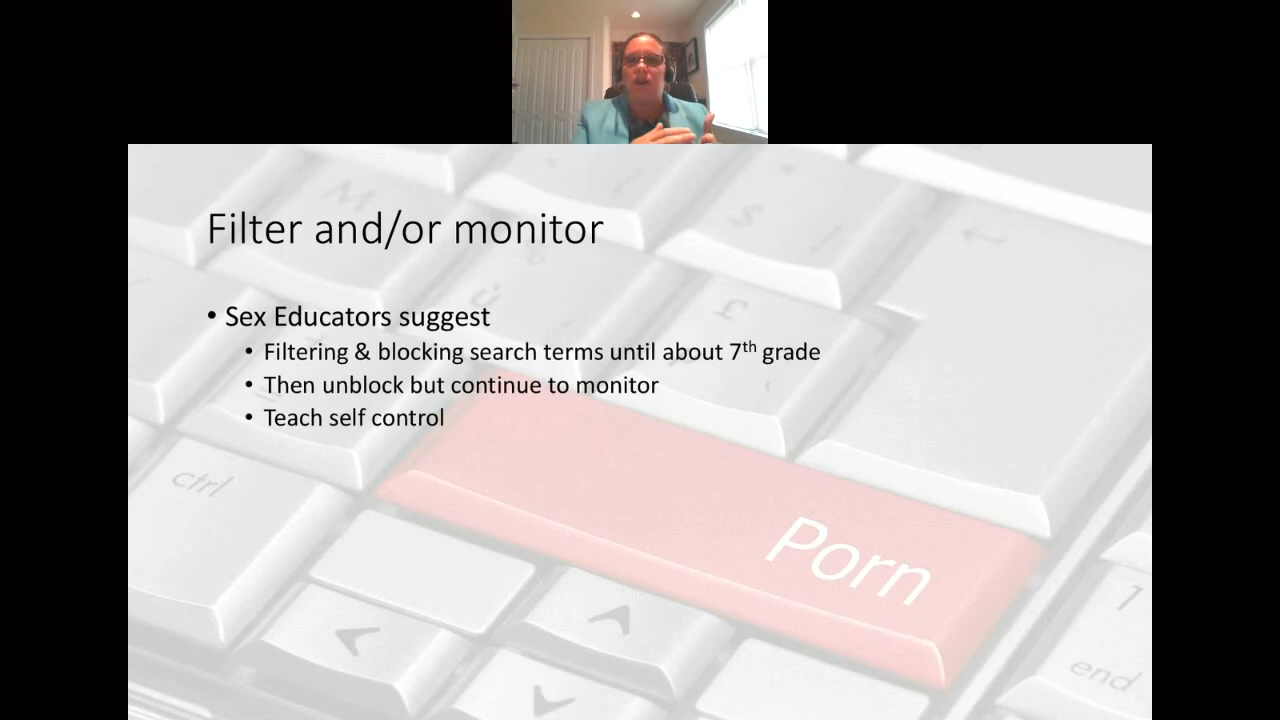 Filter and/or monitor
• Sex Educators suggest
• Filtering & blocking search terms until about 7th grade
• Then unblock but continue to monitor
• Teach self control
M
$
£
ctrl
Porn
1
end